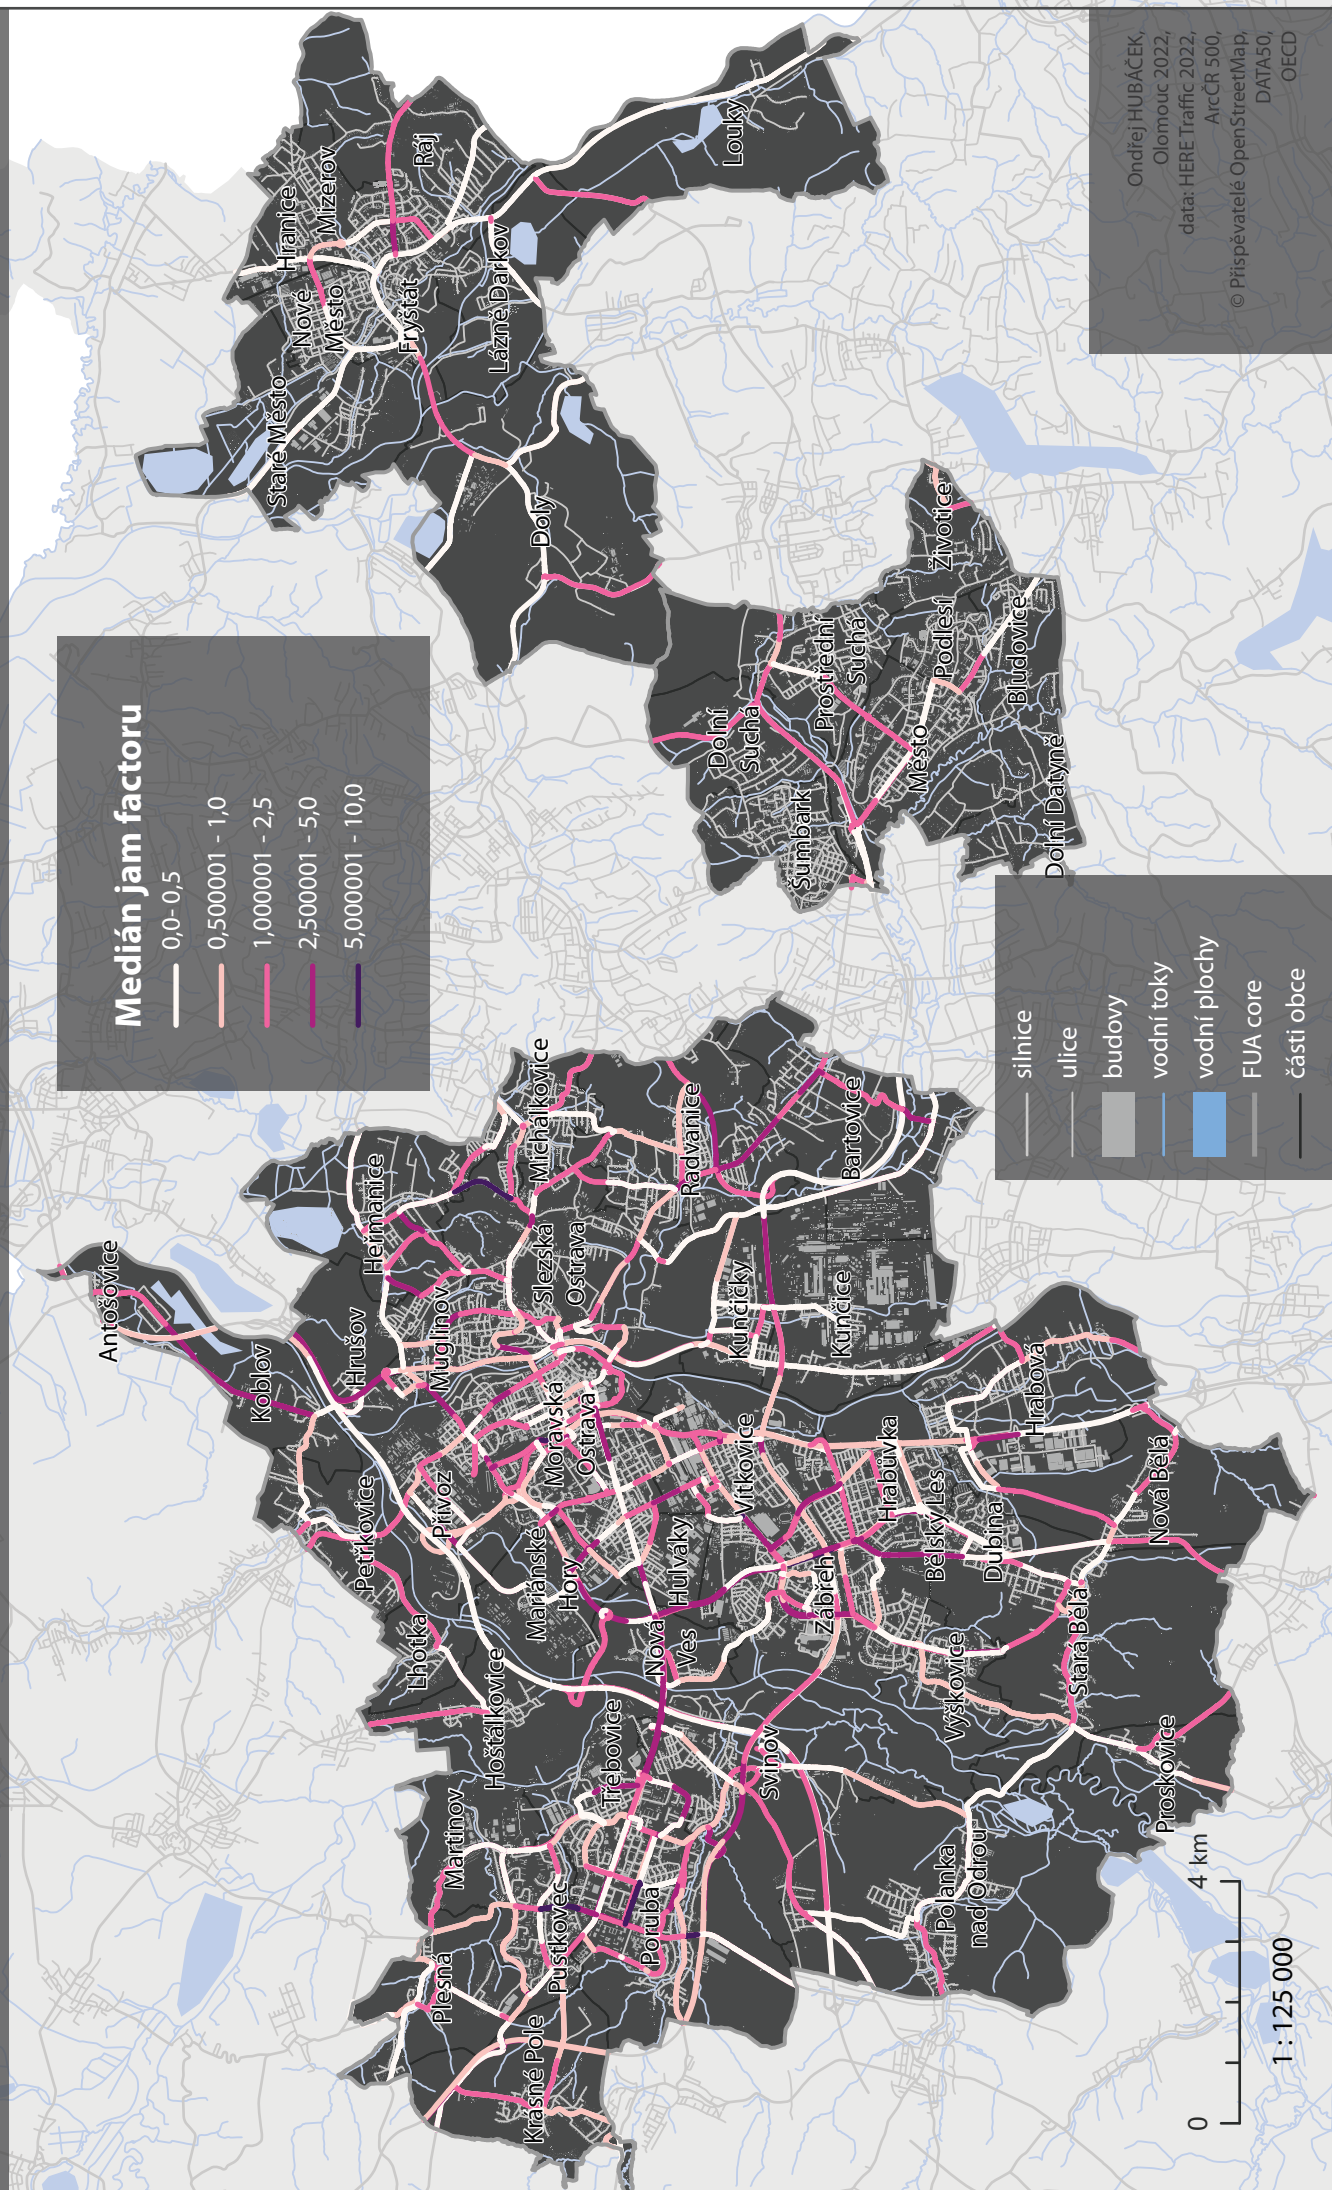 Medián jam factoru
0,0- 0,5
0,500001 - 1,0
1,000001 - 2,5
2,500001 - 5,0
5,000001 - 10,0
Antošovice
Koblov
Hrušov
Heřmanice
Petřkovice
Přívoz
Muglinov
Michálkovice
Lhotka
Hošťálkovice
Martinov
Plesná
Krásné Pole
Pustkovec
Poruba
Třebovice
Mariánské
Hory
Moravská
Ostrava
Slezská
Ostrava
Radvanice
Bartovice
Kunčičky
Kunčice
Vítkovice
Hulváky
Nová
Ves
Svinov
Zábřeh
Hrabůvka
Bělský Les
Dubina
Hrabová
Nová Bělá
Výškovice
Stará Bělá
Proskovice
Polanka
nad Odrou
Staré Město
Nové
Město
Hranice
Mizerov
Fryštát
Ráj
Lázně Darkov
Louky
Doly
Dolní
Suchá
Prostřední
Suchá
Šumbark
Město
Životice
Podlesí
Bludovice
Dolní Datyně
silnice
ulice
budovy
vodní toky
vodní plochy
FUA core
části obce
0
4 km
1 : 125 000
Ondřej HUBÁČEK,
Olomouc 2022,
data: HERE Traffic 2022,
ArcČR 500,
© Přispěvatelé OpenStreetMap,
DATA50,
OECD